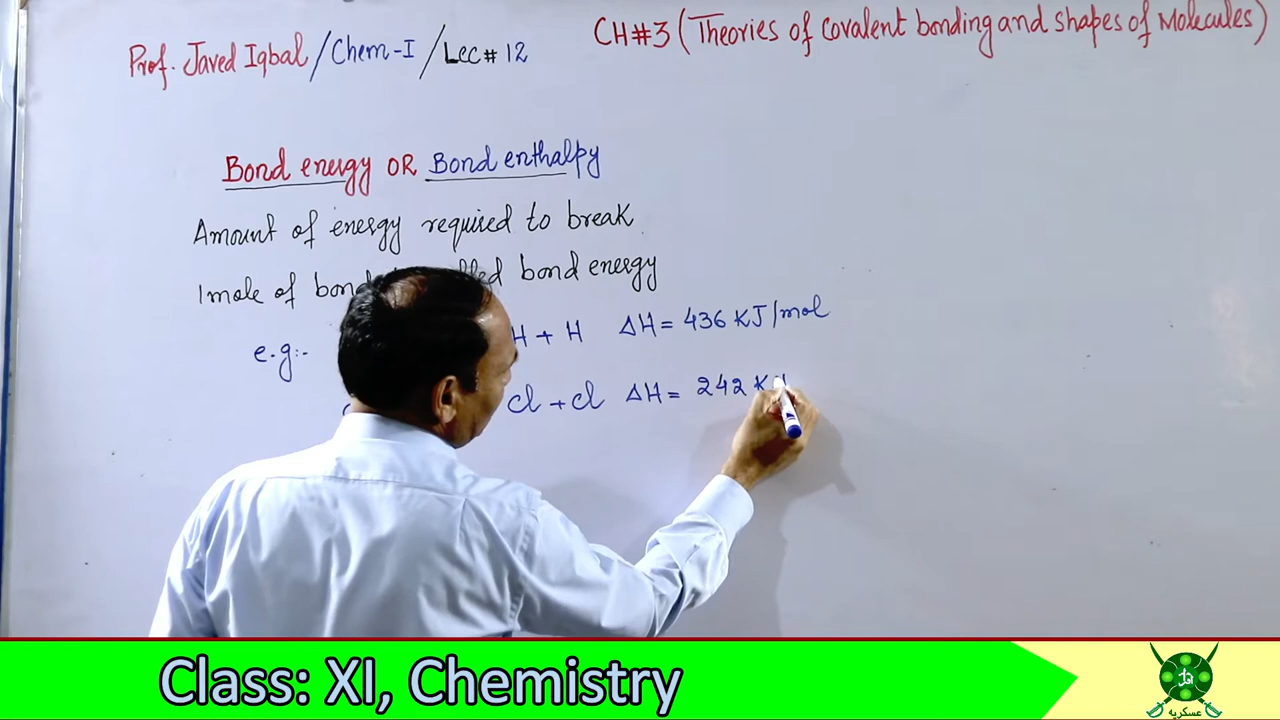 CH#3 (Theories of covalent bonding and shapes of Molecules)
Prof. Javed Iqbal / Chem-I / Lec# 12
Bond energy OR Bond enthalpy
Amount of energy required to break
1mole of bond energy
e.g:- H + H ΔH = 436 KJ/mol
Cl + Cl ΔH = 242 K
Class: XI, Chemistry
عسکریہ